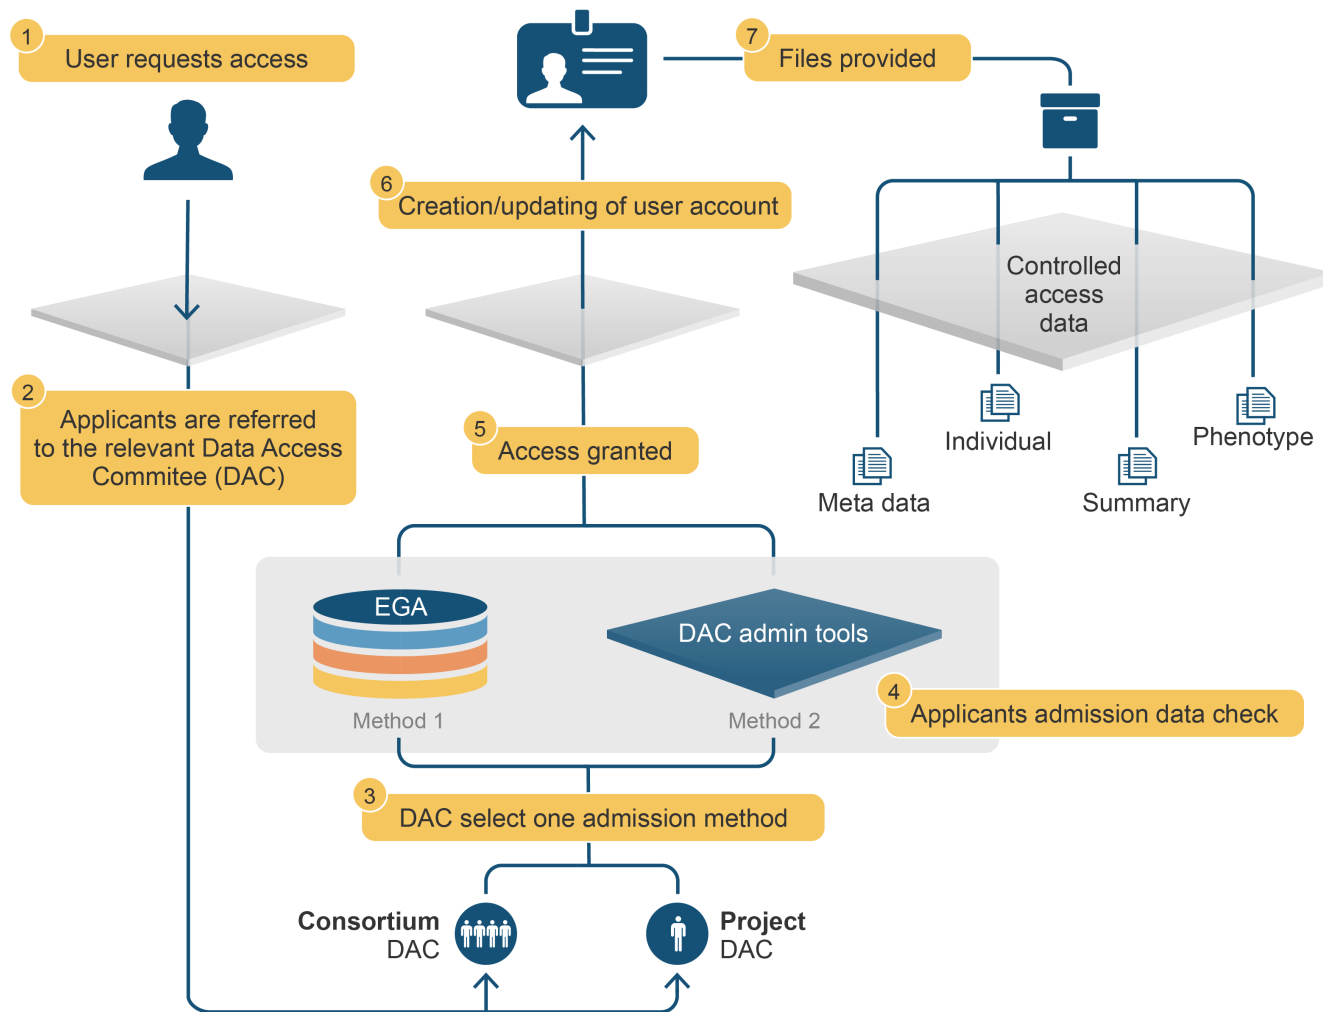 1
User requests access
2
Applicants are referred
to the relevant Data Access
Commitee (DAC)
Consortium
DAC
Project
DAC
3
DAC select one admission method
EGA
Method 1
DAC admin tools
Method 2
4
Applicants admission data check
5
Access granted
6
Creation/updating of user account
7
Files provided
Controlled
access
data
Meta data
Individual
Summary
Phenotype